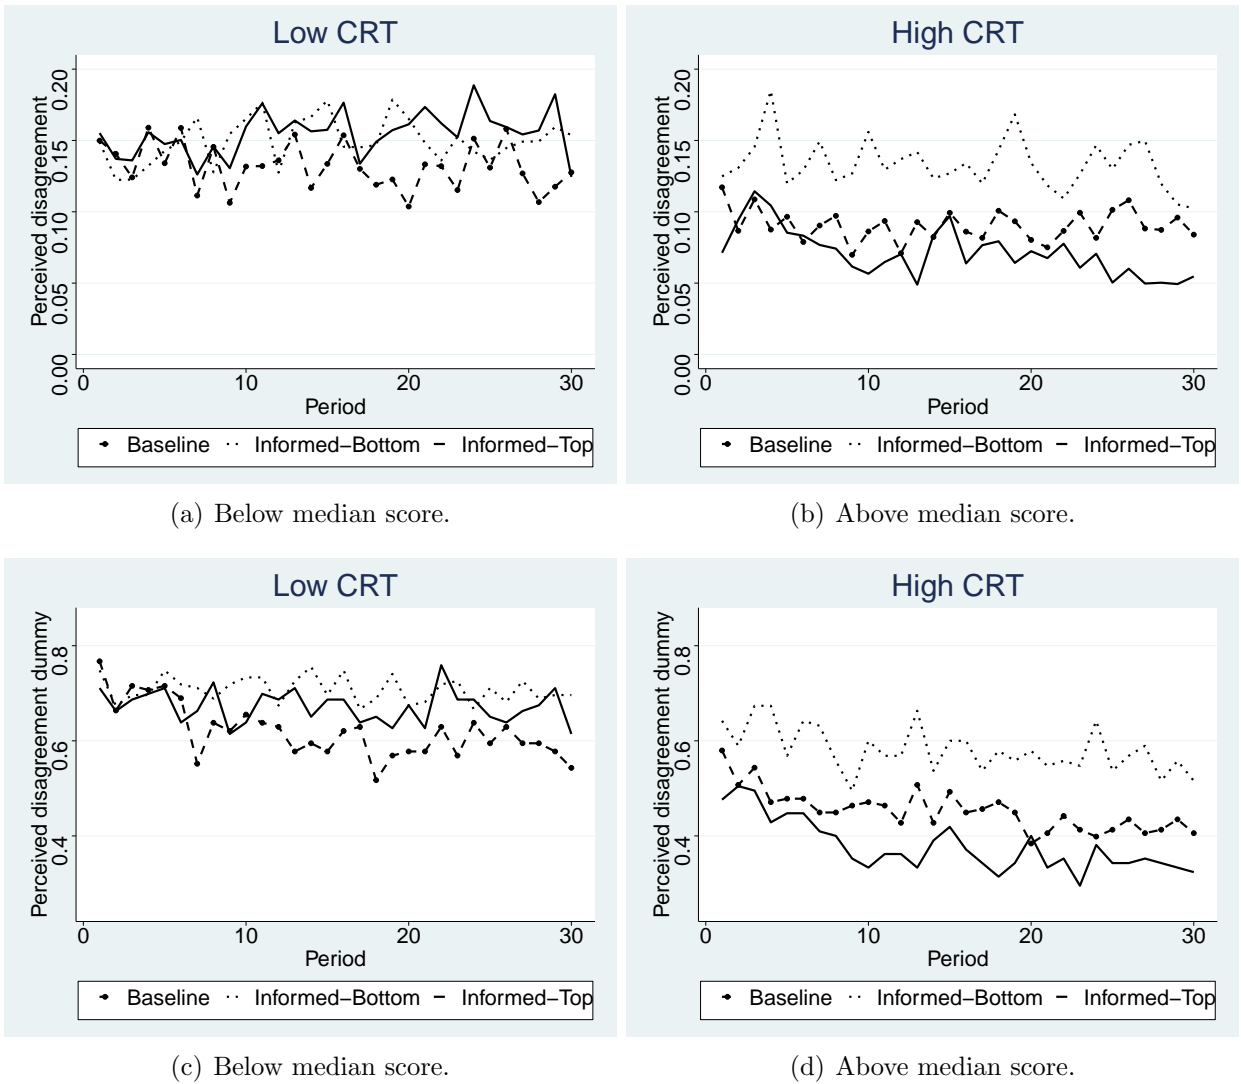 Low CRT
Perceived disagreement
0.00 0.05 0.10 0.15 0.20
0 10 20 30
Period
Baseline Informed−Bottom Informed−Top
(a) Below median score.
High CRT
Perceived disagreement
0.00 0.05 0.10 0.15 0.20
0 10 20 30
Period
Baseline Informed−Bottom Informed−Top
(b) Above median score.
Low CRT
Perceived disagreement dummy
0.4 0.6 0.8
0 10 20 30
Period
Baseline Informed−Bottom Informed−Top
(c) Below median score.
High CRT
Perceived disagreement dummy
0.4 0.6 0.8
0 10 20 30
Period
Baseline Informed−Bottom Informed−Top
(d) Above median score.